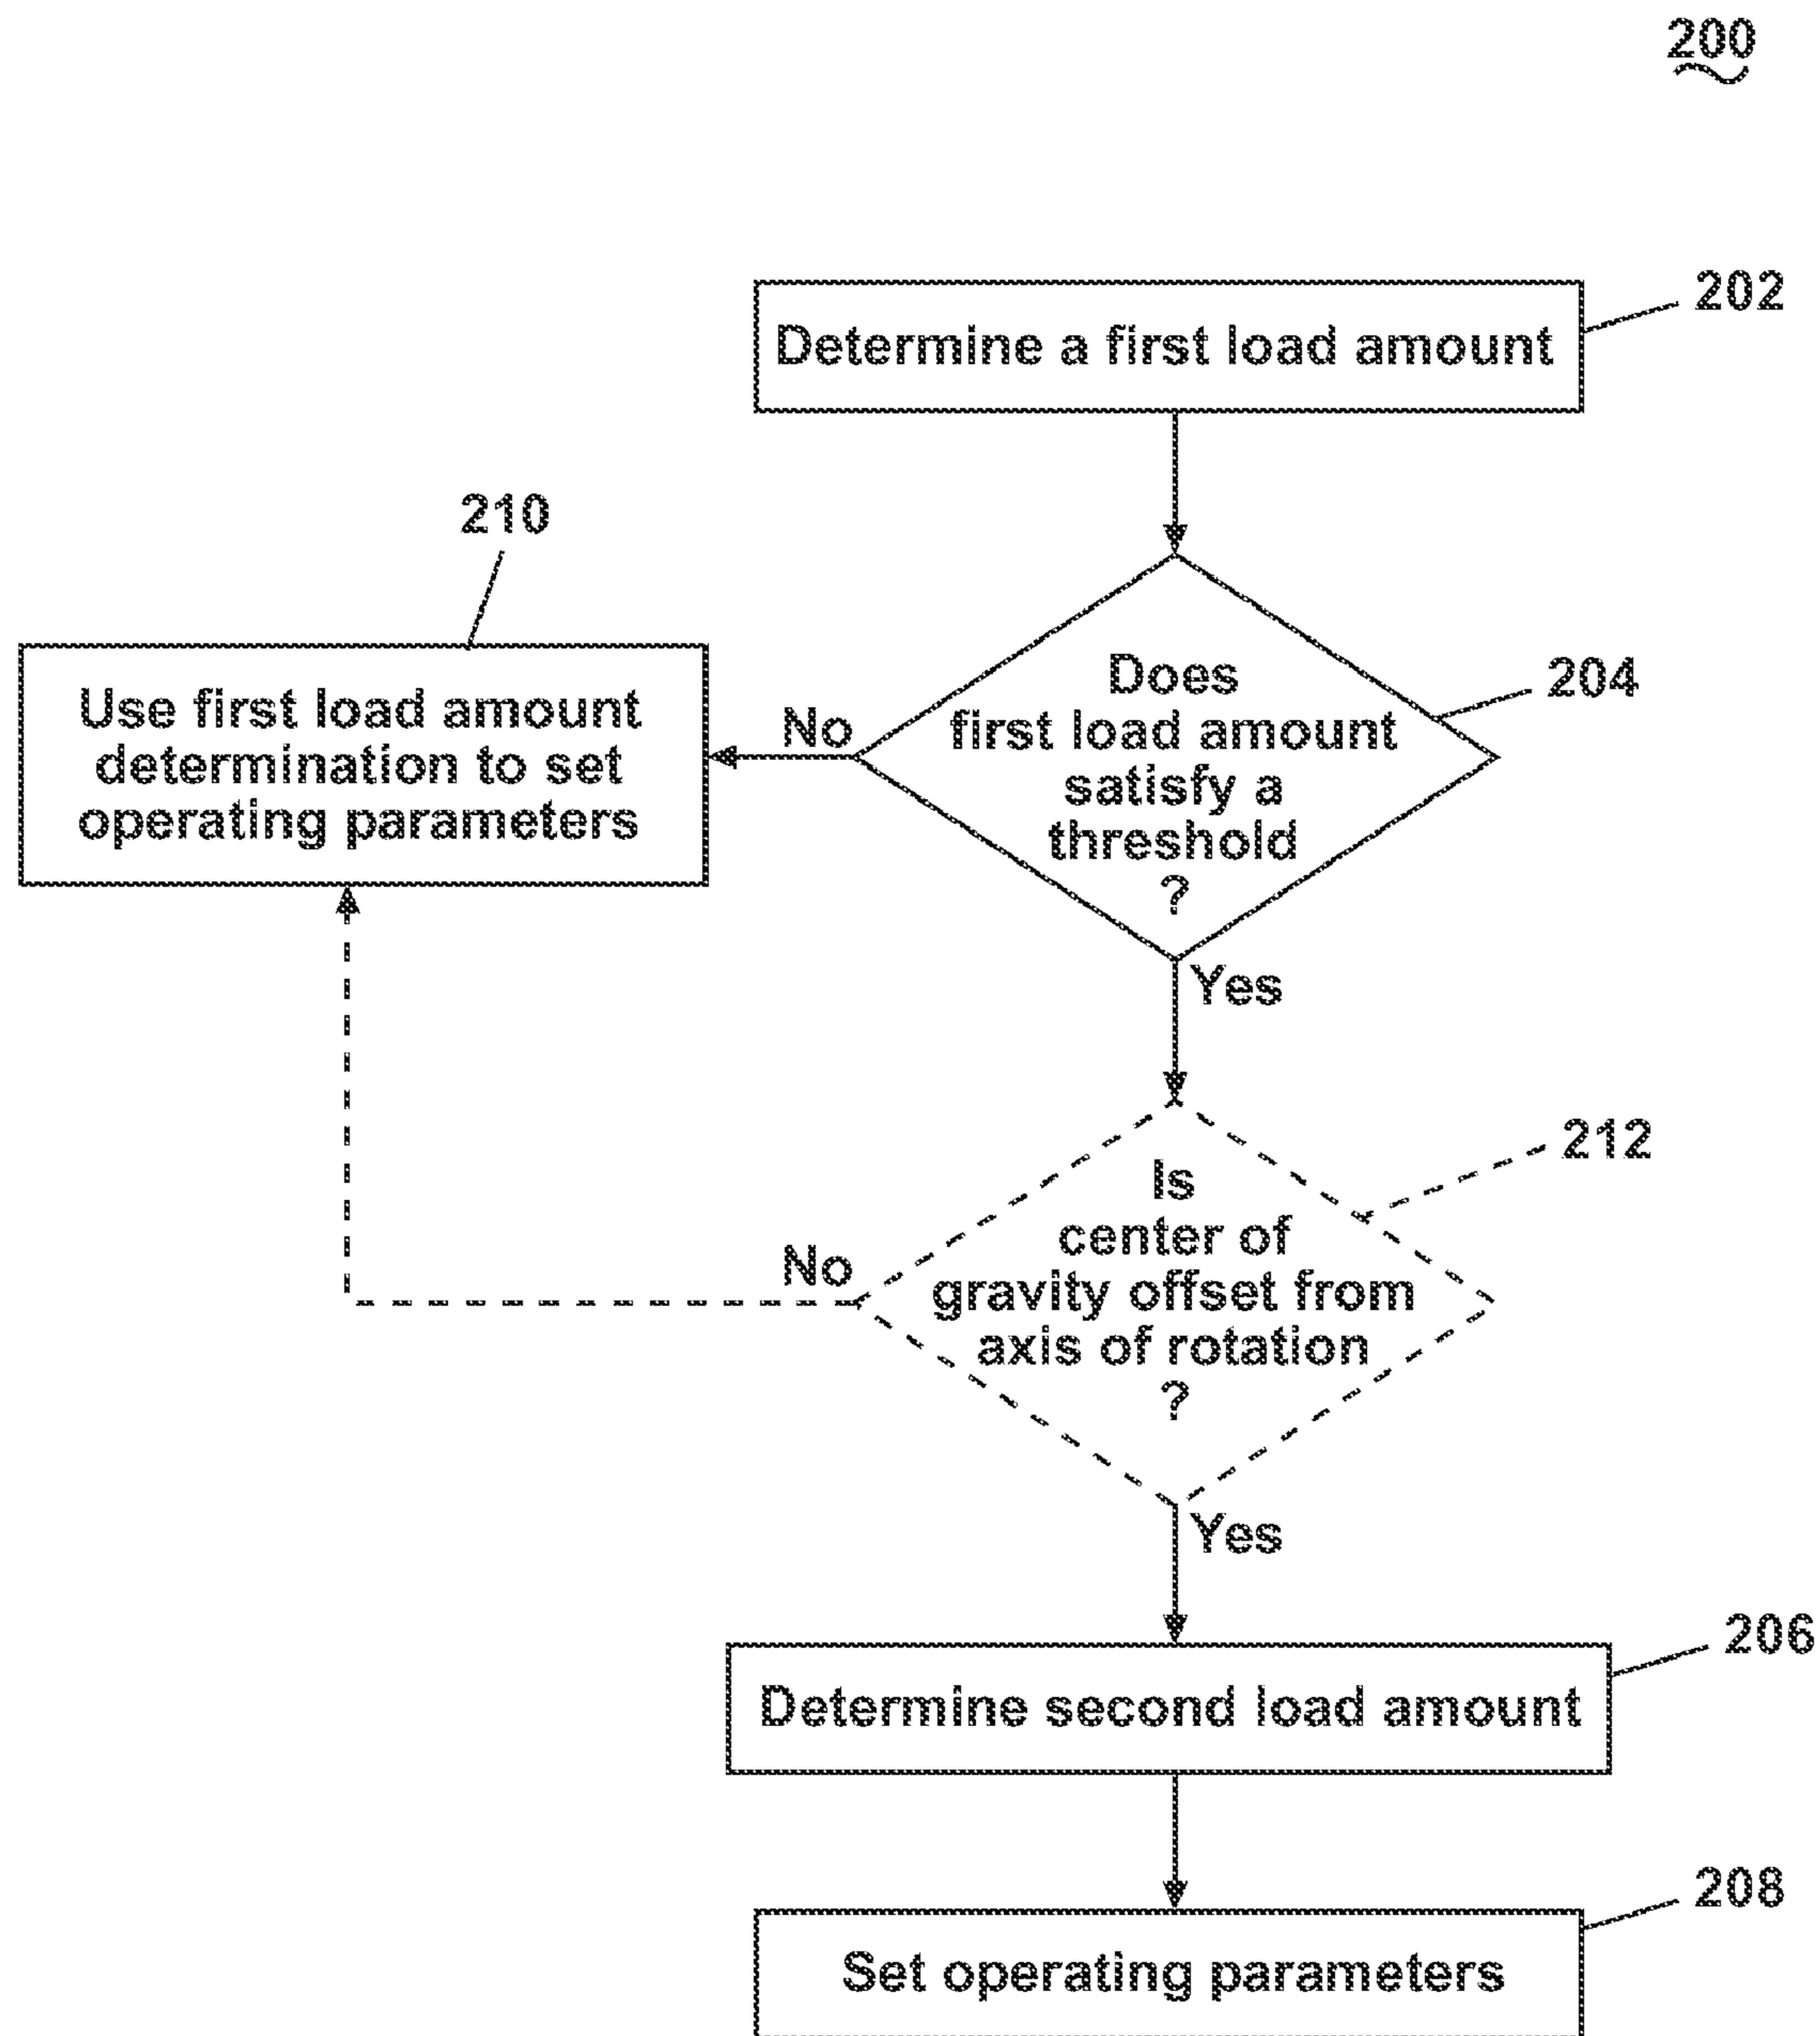 200
202
Determine a first load amount
210
Use first load amount
determination to set
operating parameters
No
204
Does
first load amount
satisfy a
threshold
?
Yes
212
Is
center of
gravity offset from
axis of rotation
?
No
Yes
206
Determine second load amount
208
Set operating parameters